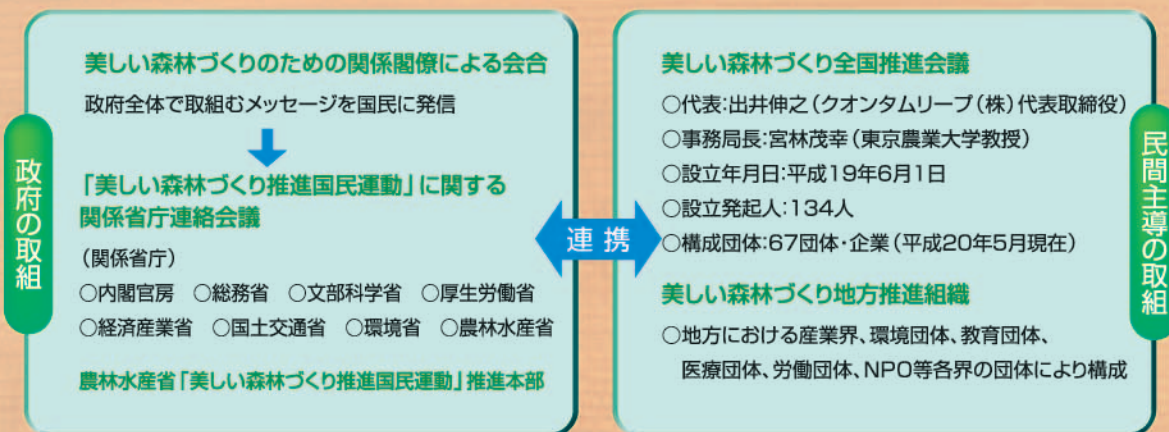 政府の取組
美しい森林づくりのための関係閣僚による会合
政府全体で取組むメッセージを国民に発信
「美しい森林づくり推進国民運動」に関する
関係省庁連絡会議
(関係省庁)
○内閣官房 ○総務省 ○文部科学省 ○厚生労働省
○経済産業省 ○国土交通省 ○環境省 ○農林水産省
農林水産省「美しい森林づくり推進国民運動」推進本部
連携
美しい森林づくり全国推進会議
○代表:出井伸之(クオンタムリープ(株)代表取締役)
○事務局長:宮林茂幸(東京農業大学教授)
○設立年月日:平成19年6月1日
○設立発起人:134人
○構成団体:67団体・企業(平成20年5月現在)
美しい森林づくり地方推進組織
○地方における産業界、環境団体、教育団体、
医療団体、労働団体、NPO等各界の団体により構成
民間主導の取組